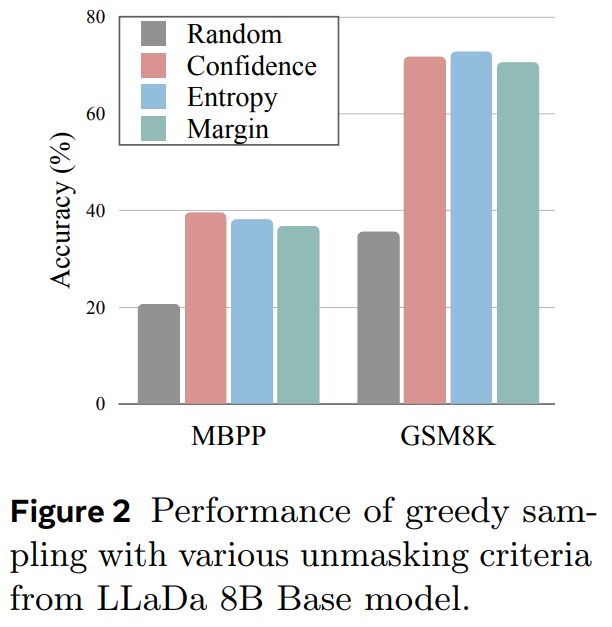 80
60
40
20
0
Accuracy (%)
Random
Confidence
Entropy
Margin
MBPP
GSM8K
Figure 2 Performance of greedy sam-
pling with various unmasking criteria
from LLaDa 8B Base model.